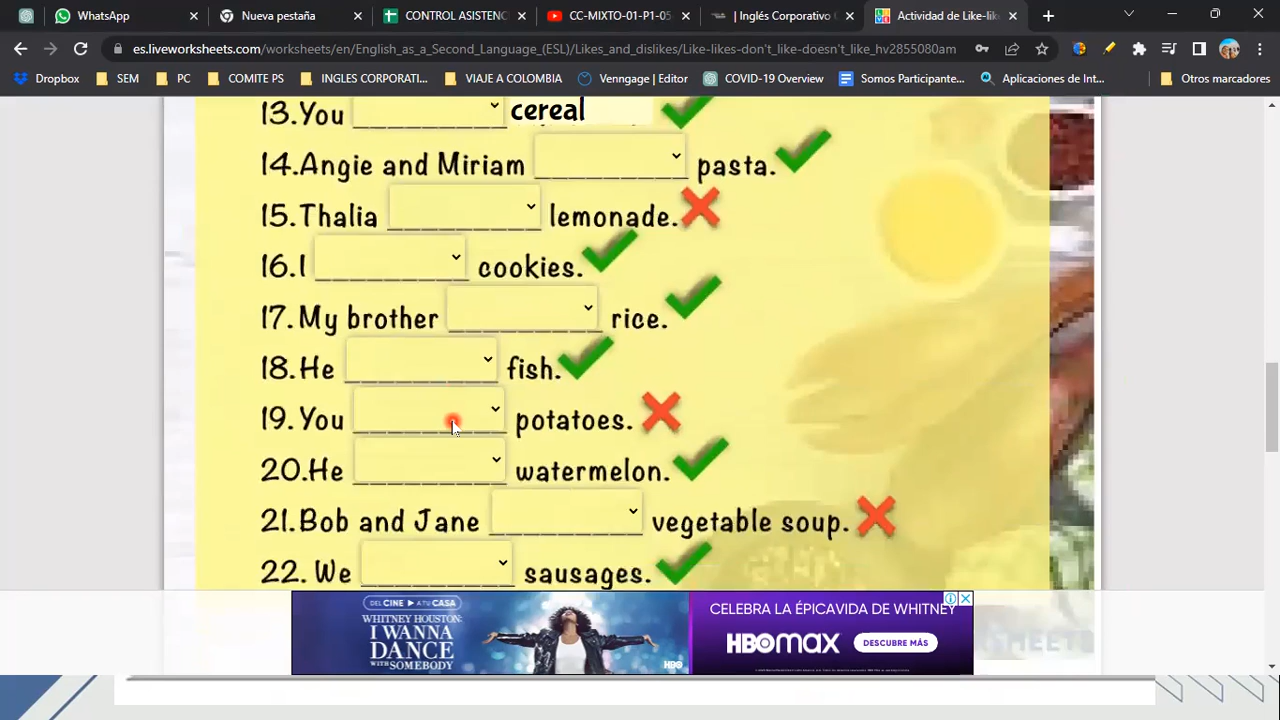 WhatsApp
Nueva pestaña
CONTROL ASISTENC
CC-MIXTO-01-P1-05
| Inglés Corporativo
Actividad de Like-lik
es.liveworksheets.com/worksheets/en/English_as_a_Second_Language_(ESL)/Likes_and_dislikes/Like-likes-don't_like-doesn't_like_hv2855080am
Dropbox
SEM
PC
COMITE PS
INGLES CORPORATI...
VIAJE A COLOMBIA
Venngage | Editor
COVID-19 Overview
Somos Participante...
Aplicaciones de Int...
Otros marcadores
13.You cereal
14.Angie and Miriam pasta.
15.Thalia lemonade.
16.I cookies.
17.My brother rice.
18.He fish.
19.You potatoes.
20.He watermelon.
21.Bob and Jane vegetable soup.
22. We sausages.
DEL CINE ▶ A TU CASA
WHITNEY HOUSTON:
I WANNA
DANCE
WITH SOMEBODY
HBO
CELEBRA LA ÉPICAVIDA DE WHITNEY
HBOMAX
DESCUBRE MÁS